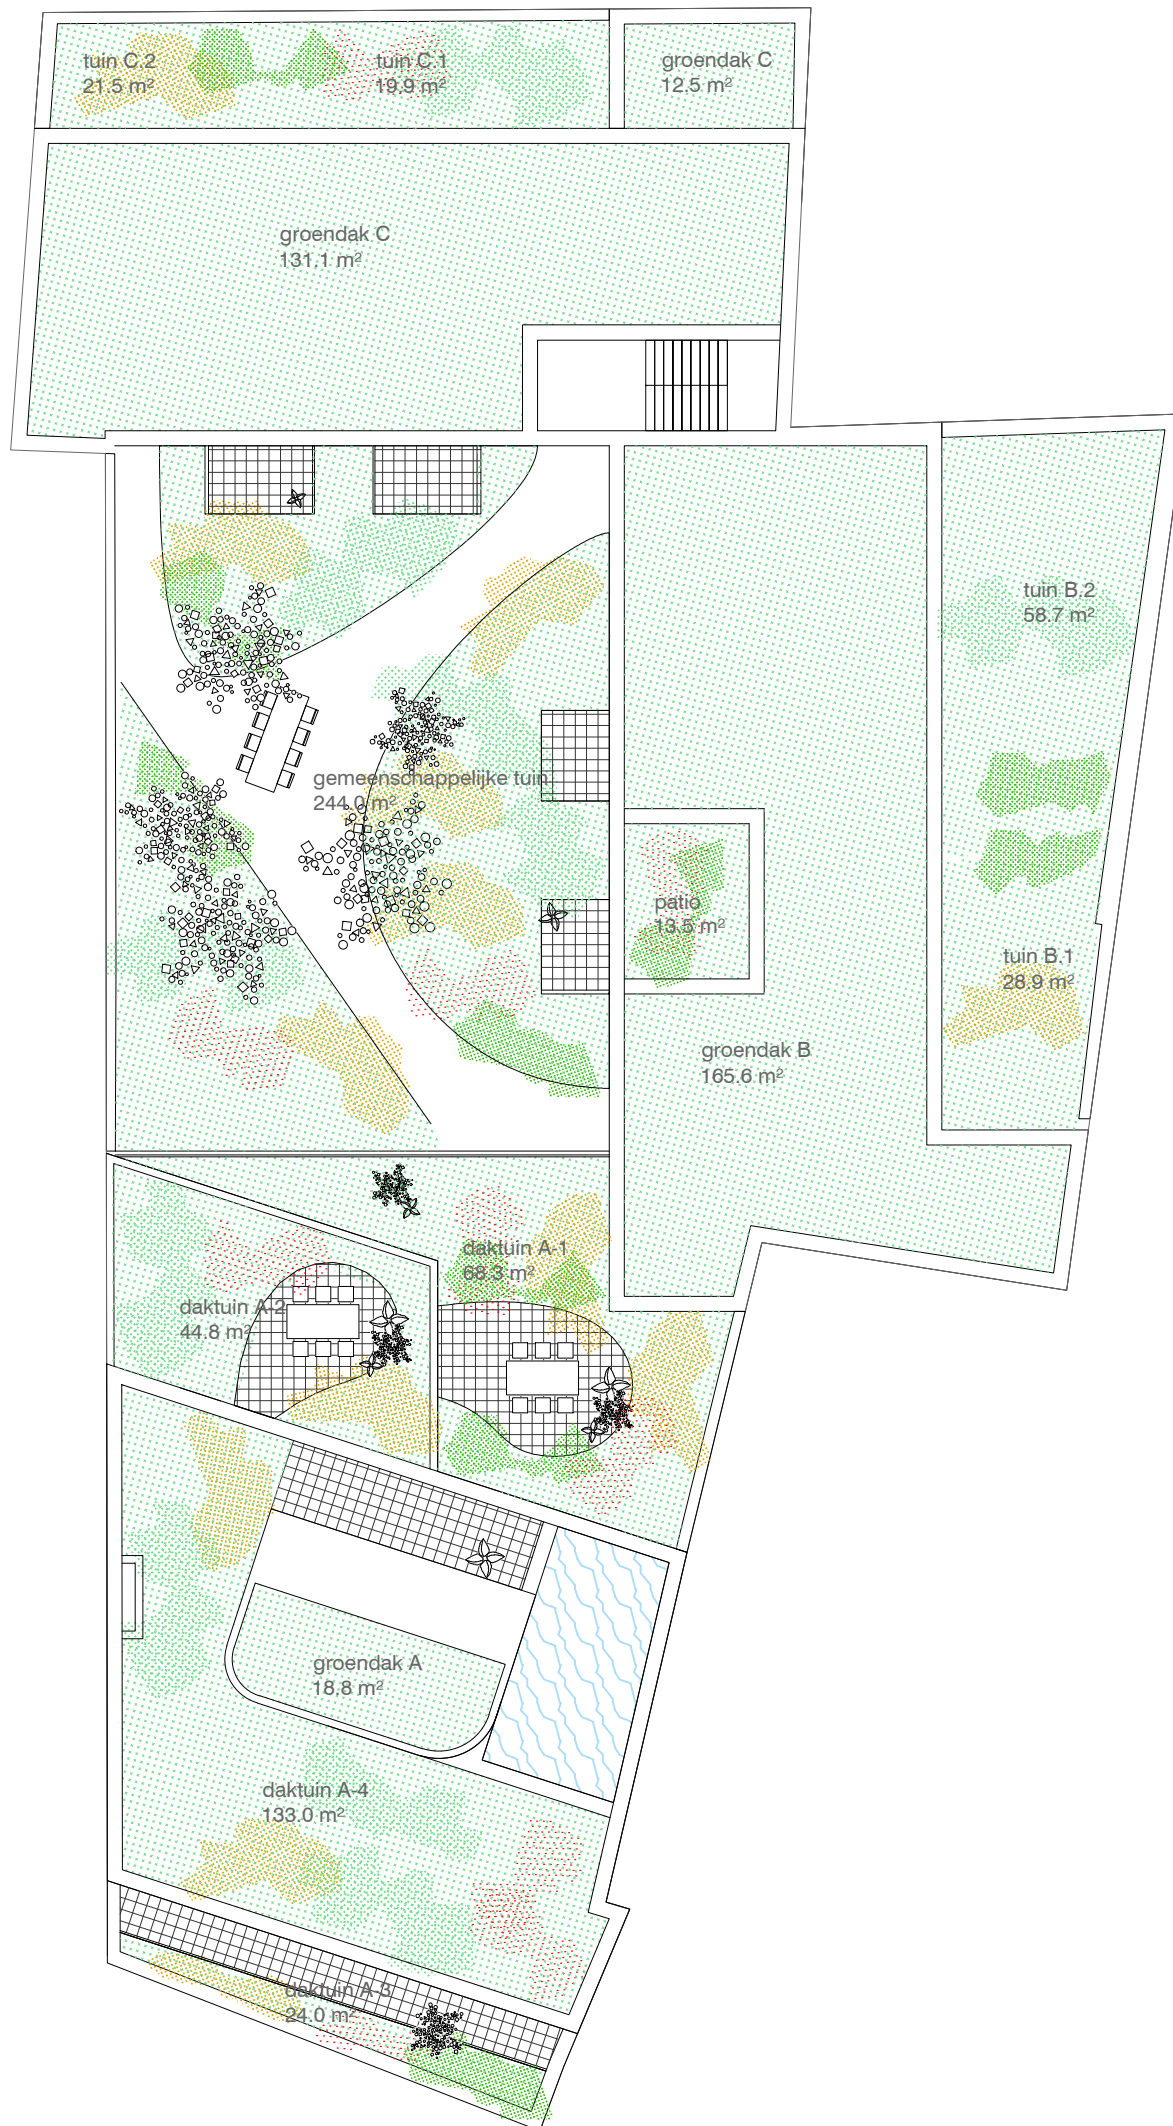 tuin C.2
21.5 m²
tuin C.1
19.9 m²
groendak C
12.5 m²
groendak C
131.1 m²
tuin B.2
58.7 m²
gemeenschappelijke tuin
244.0 m²
patio
13.5 m²
tuin B.1
28.9 m²
groendak B
165.6 m²
daktuin A-1
68.3 m²
daktuin A-2
44.8 m²
groendak A
18.8 m²
daktuin A-4
133.0 m²
daktuin A-3
24.0 m²